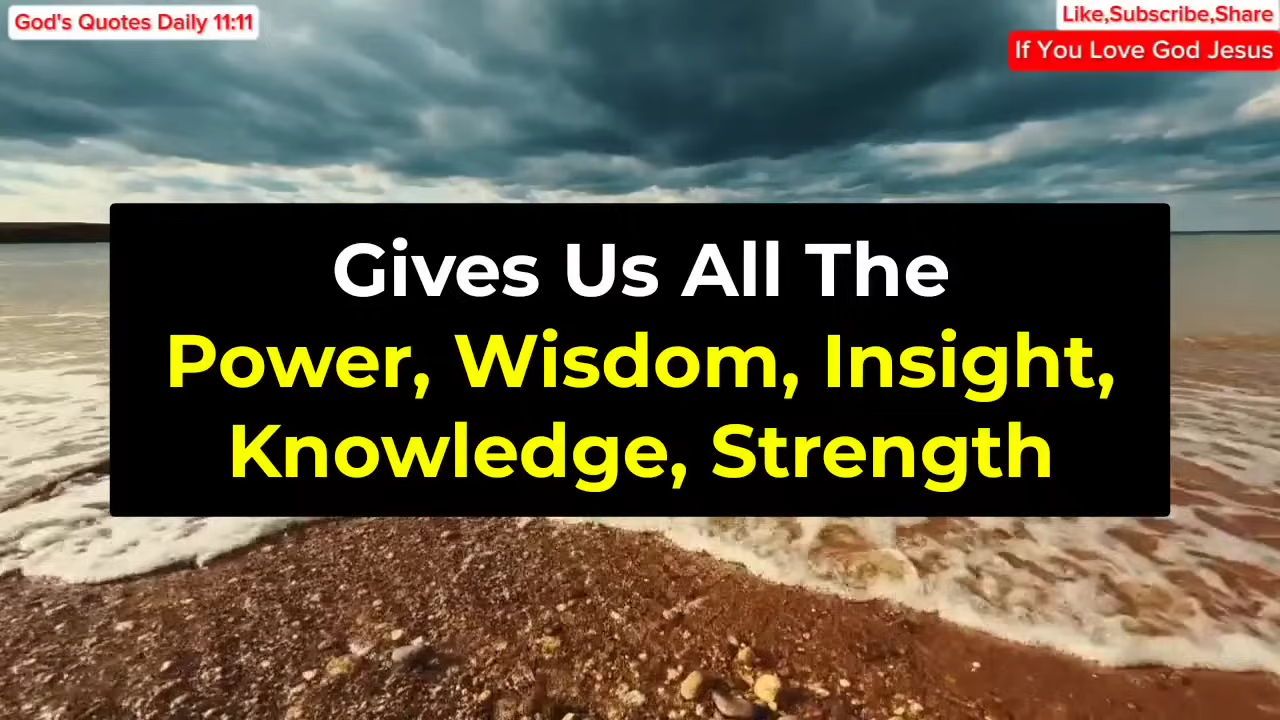 God's Quotes Daily 11:11
Like,Subscribe,Share
If You Love God Jesus
Gives Us All The
Power, Wisdom, Insight,
Knowledge, Strength